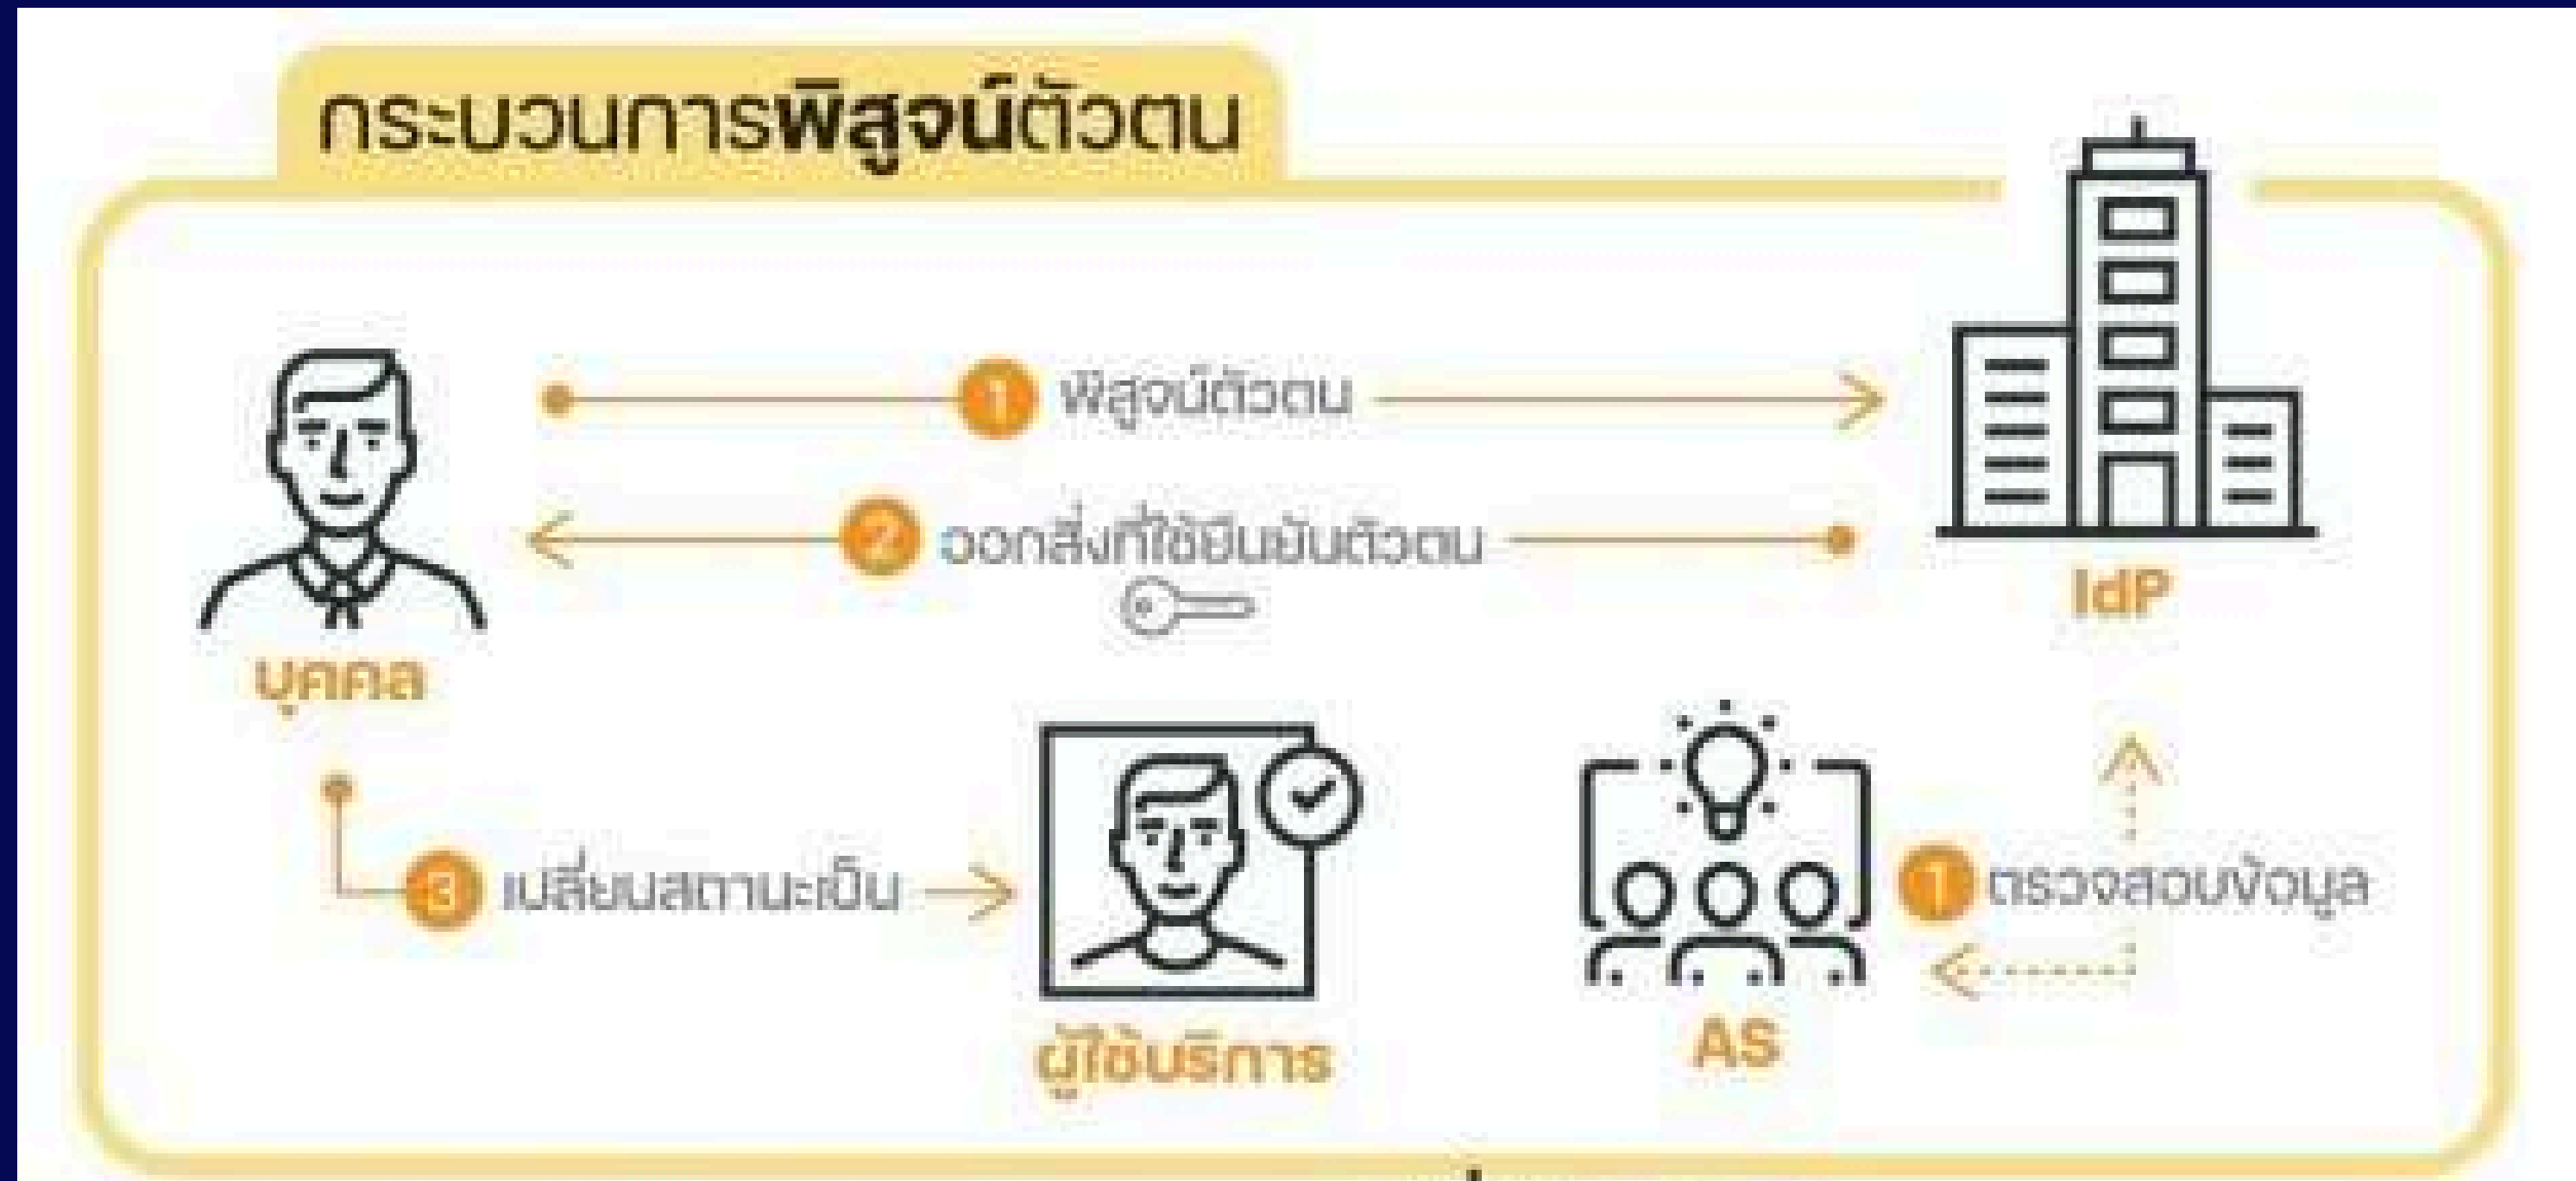 กระบวนการพิสูจน์ตัวตน
1 พิสูจน์ตัวตน
2 ออกสิ่งที่ใช้ยืนยันตัวตน
IdP
บุคคล
3 เปลี่ยนสถานะเป็น
1 ตรวจสอบข้อมูล
ผู้ใช้บริการ
AS